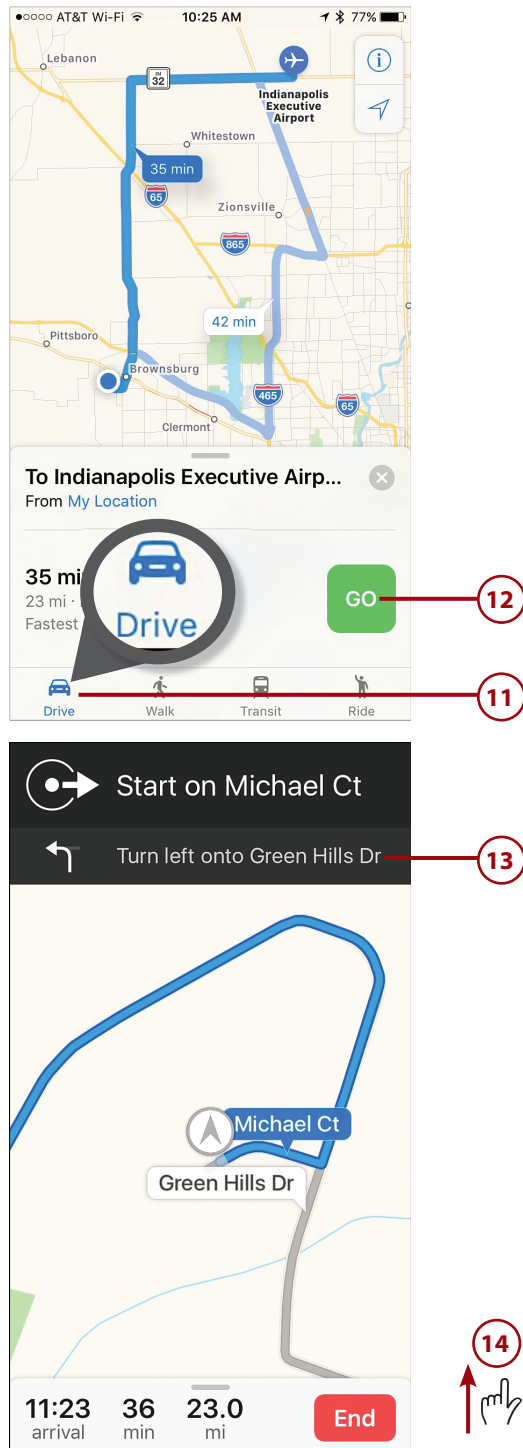 ●○○○○ AT&T Wi-Fi 10:25 AM 77%
Lebanon
IN
32
Indianapolis
Executive
Airport
Whitestown
35 min
65
Zionsville
865
42 min
Pittsboro
Brownsburg
465
65
Clermont
To Indianapolis Executive Airp...
From My Location
35 mi
23 mi ·
Fastest
Drive
GO
12
11
Drive Walk Transit Ride
Start on Michael Ct
Turn left onto Green Hills Dr
13
Michael Ct
Green Hills Dr
14
11:23 36 23.0
arrival min mi
End